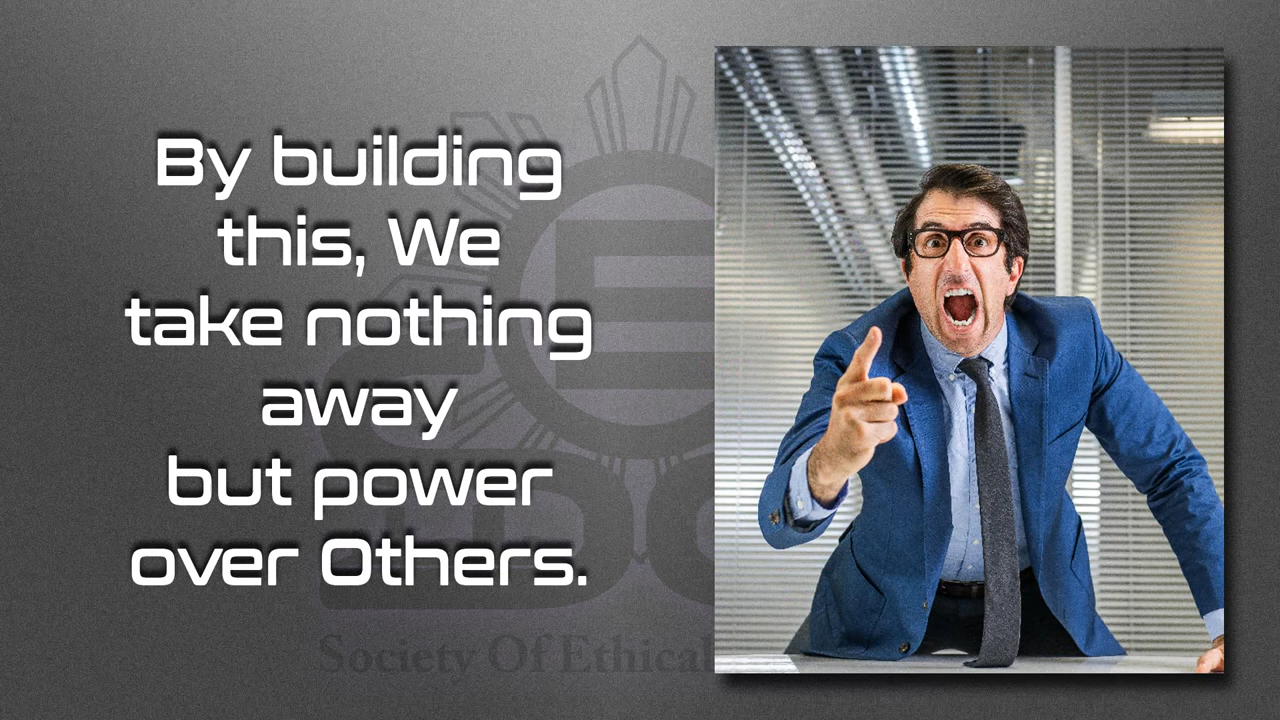 By building
this, We
take nothing
away
but power
over Others.
Society Of Ethical